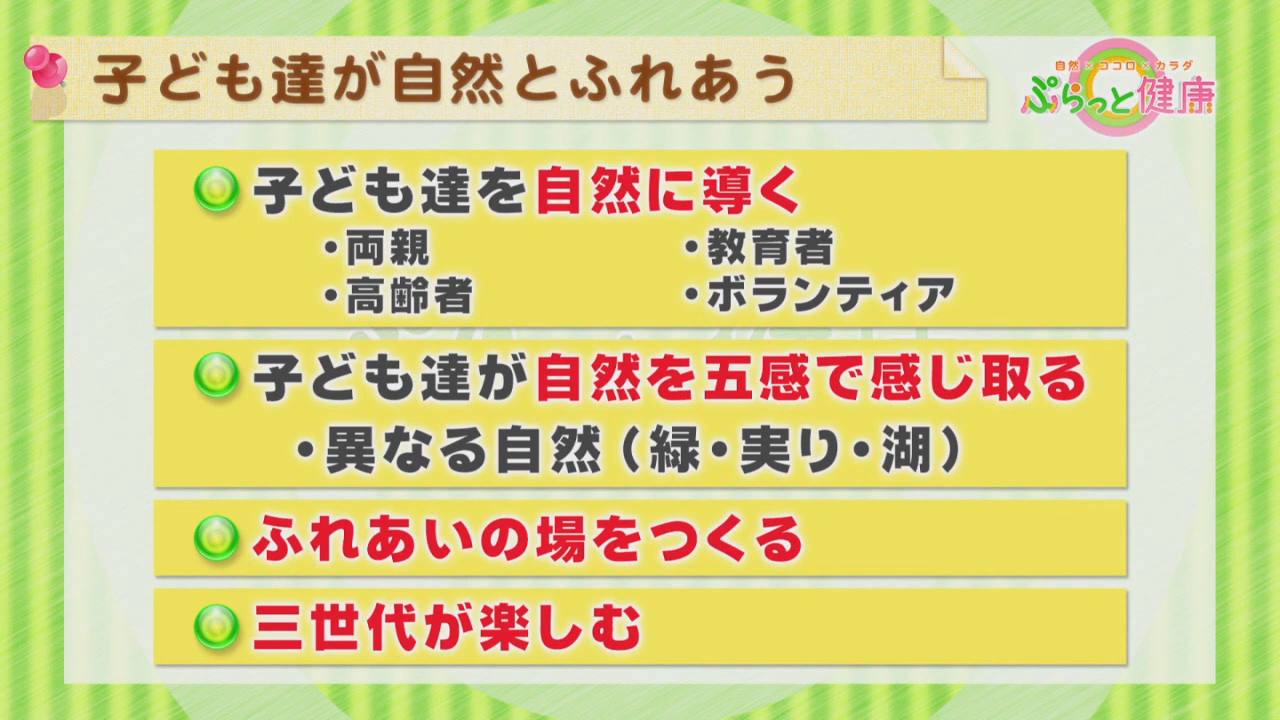 子ども達が自然とふれあう
自然×ココロ×カラダ
ぷらっと健康
子ども達を自然に導く
・両親 ・教育者
・高齢者 ・ボランティア
子ども達が自然を五感で感じ取る
・異なる自然(緑・実り・湖)
ふれあいの場をつくる
三世代が楽しむ